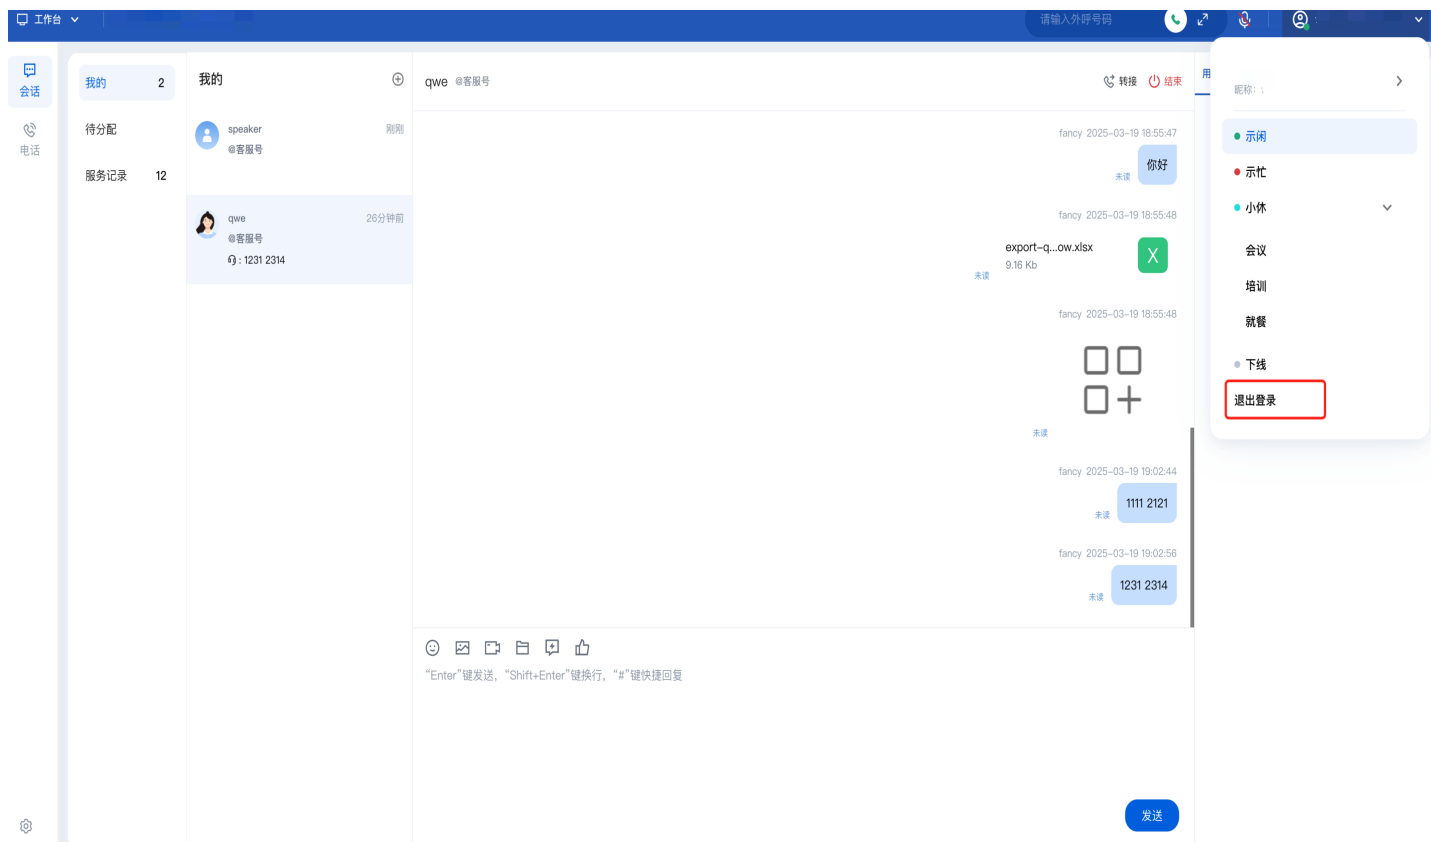 工作台
请输入外呼号码
会话
电话
我的 2
待分配
服务记录 12
我的
speaker 刚刚
@客服号
qwe 26分钟前
@客服号
: 1231 2314
qwe @客服号
转接 结束
fancy 2025-03-19 18:55:47
你好
未读
fancy 2025-03-19 18:55:48
export-q...ow.xlsx
9.16 Kb
X
未读
fancy 2025-03-19 18:55:48
未读
fancy 2025-03-19 19:02:44
1111 2121
未读
fancy 2025-03-19 19:02:56
1231 2314
未读
“Enter”键发送，“Shift+Enter”键换行，“#”键快捷回复
发送
用
昵称:
示闲
示忙
小休
会议
培训
就餐
下线
退出登录